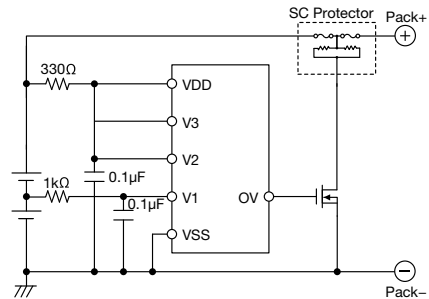 SC Protector
Pack+
330Ω
VDD
V3
V2
0.1μF
1kΩ
0.1μF
V1
OV
VSS
Pack−